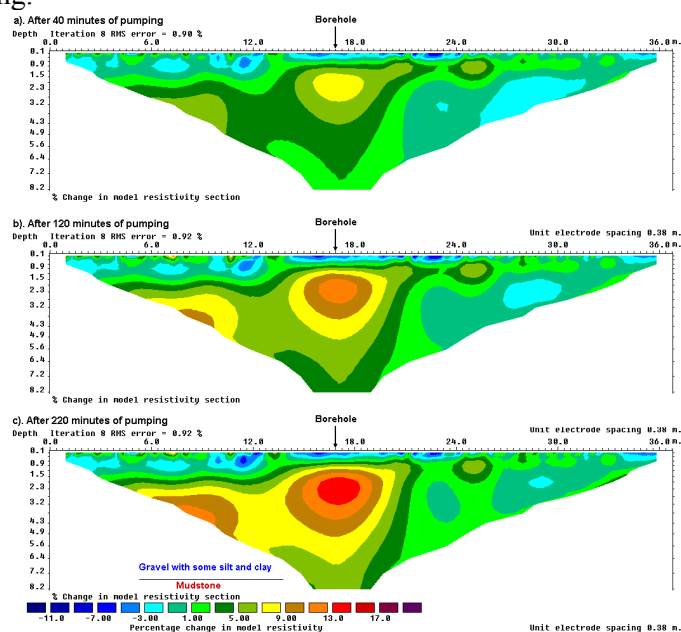 ng.
a). After 40 minutes of pumping
Borehole
Depth Iteration 8 RMS error = 0.90 %
0.0 6.0 12.0 18.0 24.0 30.0 36.0 m.
0.1
0.9
1.5
2.3
3.2
4.3
4.9
5.6
6.4
7.2
8.2
% Change in model resistivity section
b). After 120 minutes of pumping
Borehole
Unit electrode spacing 0.38 m.
Depth Iteration 8 RMS error = 0.92 %
0.0 6.0 12.0 18.0 24.0 30.0 36.0 m.
0.1
0.9
1.5
2.3
3.2
4.3
4.9
5.6
6.4
7.2
8.2
% Change in model resistivity section
c). After 220 minutes of pumping
Borehole
Unit electrode spacing 0.38 m.
Depth Iteration 8 RMS error = 0.92 %
0.0 6.0 12.0 18.0 24.0 30.0 36.0 m.
0.1
0.9
1.5
2.3
3.2
4.3
4.9
5.6
6.4
7.2
8.2
Gravel with some silt and clay
Mudstone
% Change in model resistivity section
-11.0 -7.00 -3.00 1.00 5.00 9.00 13.0 17.0
Percentage change in model resistivity
Unit electrode spacing 0.38 m.